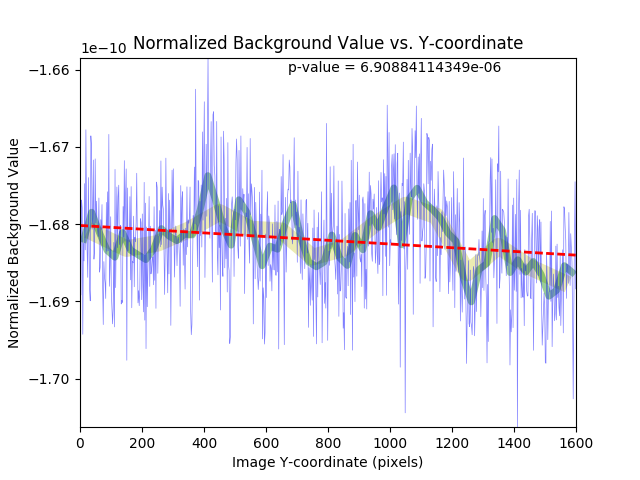 Normalized Background Value vs. Y-coordinate
1e−10
p-value = 6.90884114349e-06
−1.66
−1.67
−1.68
−1.69
−1.70
Normalized Background Value
0 200 400 600 800 1000 1200 1400 1600
Image Y-coordinate (pixels)